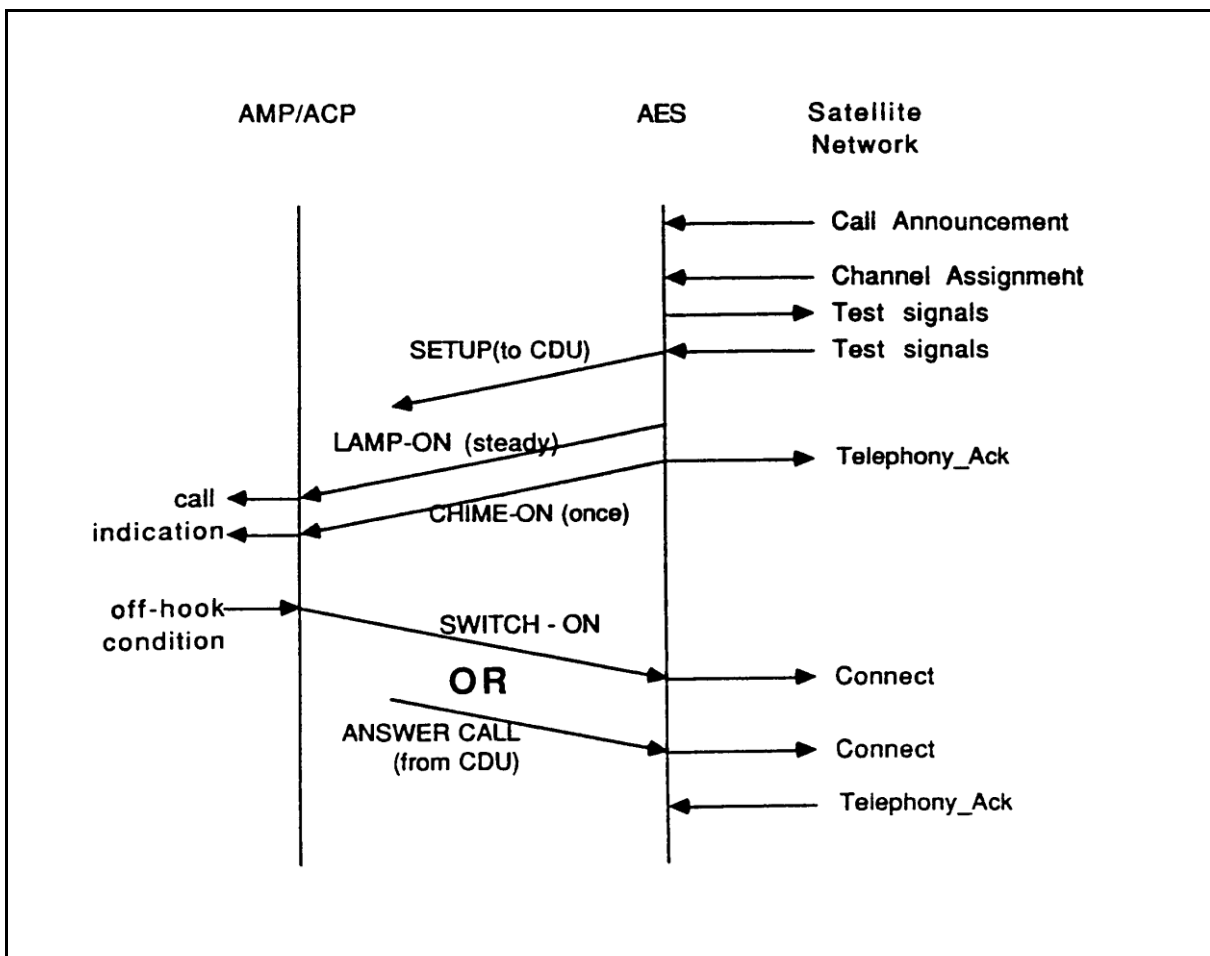 AMP/ACP
AES
Satellite
Network
Call Announcement
Channel Assignment
Test signals
SETUP(to CDU)
Test signals
LAMP-ON (steady)
Telephony_Ack
call
indication
CHIME-ON (once)
off-hook
condition
SWITCH - ON
Connect
OR
ANSWER CALL
(from CDU)
Connect
Telephony_Ack